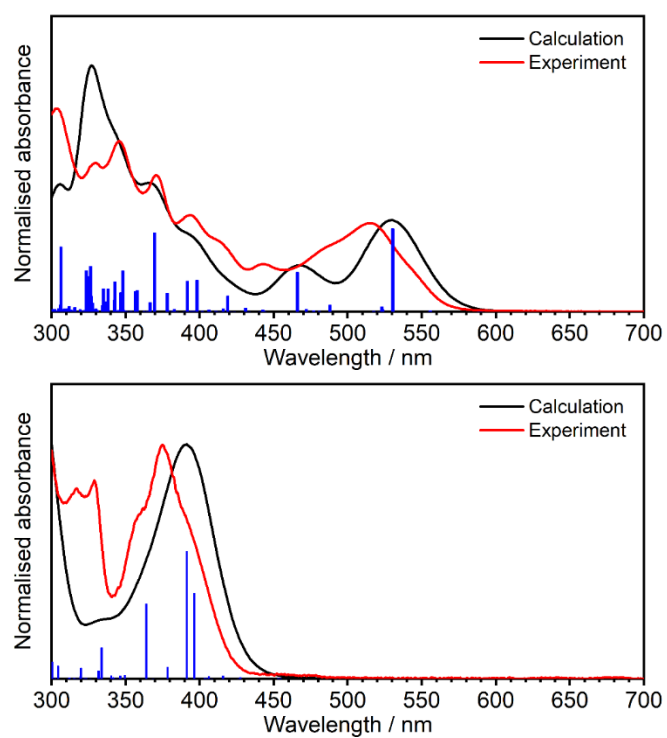 Normalised absorbance
Calculation
Experiment
300 350 400 450 500 550 600 650 700
Wavelength / nm
Normalised absorbance
Calculation
Experiment
300 350 400 450 500 550 600 650 700
Wavelength / nm